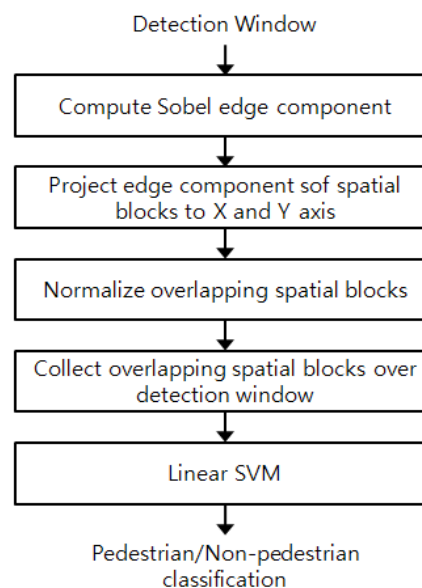 Detection Window
Compute Sobel edge component
Project edge component sof spatial
blocks to X and Y axis
Normalize overlapping spatial blocks
Collect overlapping spatial blocks over
detection window
Linear SVM
Pedestrian/Non-pedestrian
classification